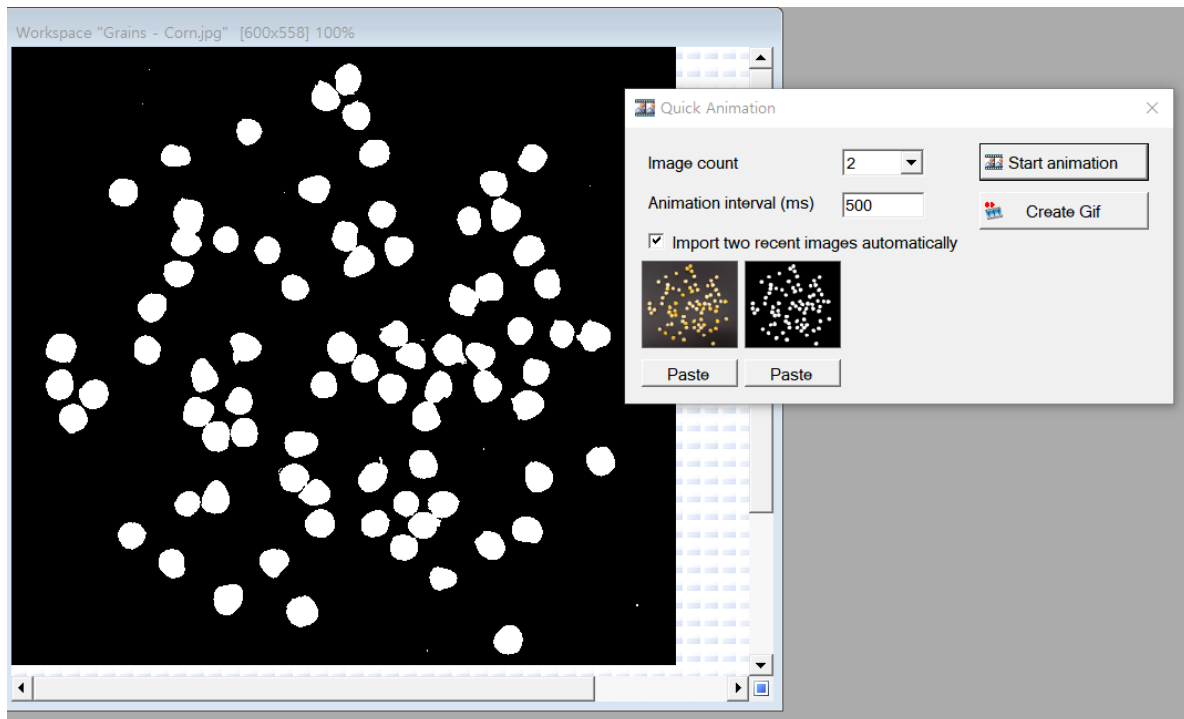 Workspace "Grains - Corn.jpg" [600x558] 100%
Quick Animation
Image count
2
Start animation
Animation interval (ms)
500
Create Gif
Import two recent images automatically
Paste
Paste